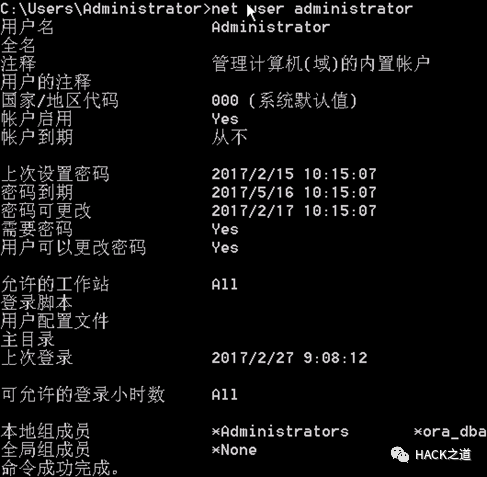 C:\Users\Administrator>net user administrator
用户名 Administrator
全名
注释 管理计算机(域)的内置帐户
用户的注释
国家/地区代码 000 (系统默认值)
帐户启用 Yes
帐户到期 从不
上次设置密码 2017/2/15 10:15:07
密码到期 2017/5/16 10:15:07
密码可更改 2017/2/17 10:15:07
需要密码 Yes
用户可以更改密码 Yes
允许的工作站 All
登录脚本
用户配置文件
主目录
上次登录 2017/2/27 9:08:12
可允许的登录小时数 All
本地组成员 *Administrators *ora_dba
全局组成员 *None
命令成功完成。
HACK之道